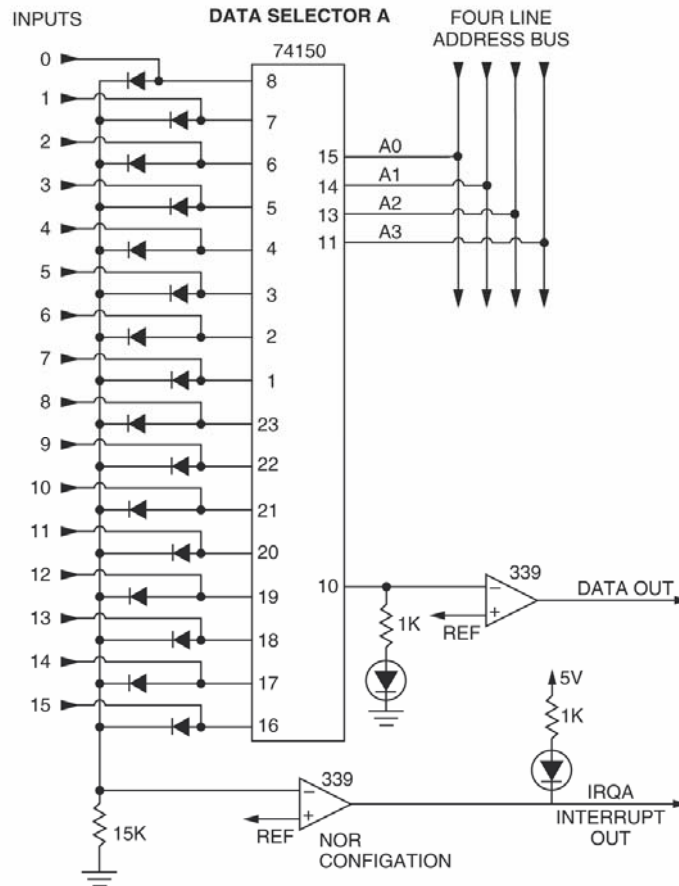 INPUTS
DATA SELECTOR A
FOUR LINE
ADDRESS BUS
74150
0
8
1
7
2
6
A0
15
3
5
A1
14
A2
13
4
4
A3
11
5
3
6
2
7
1
8
23
9
22
10
21
11
20
12
19
10
339
DATA OUT
−
+
1K
REF
13
18
14
17
5V
15
16
1K
339
−
+
IRQA
INTERRUPT
OUT
15K
REF
NOR
CONFIGATION